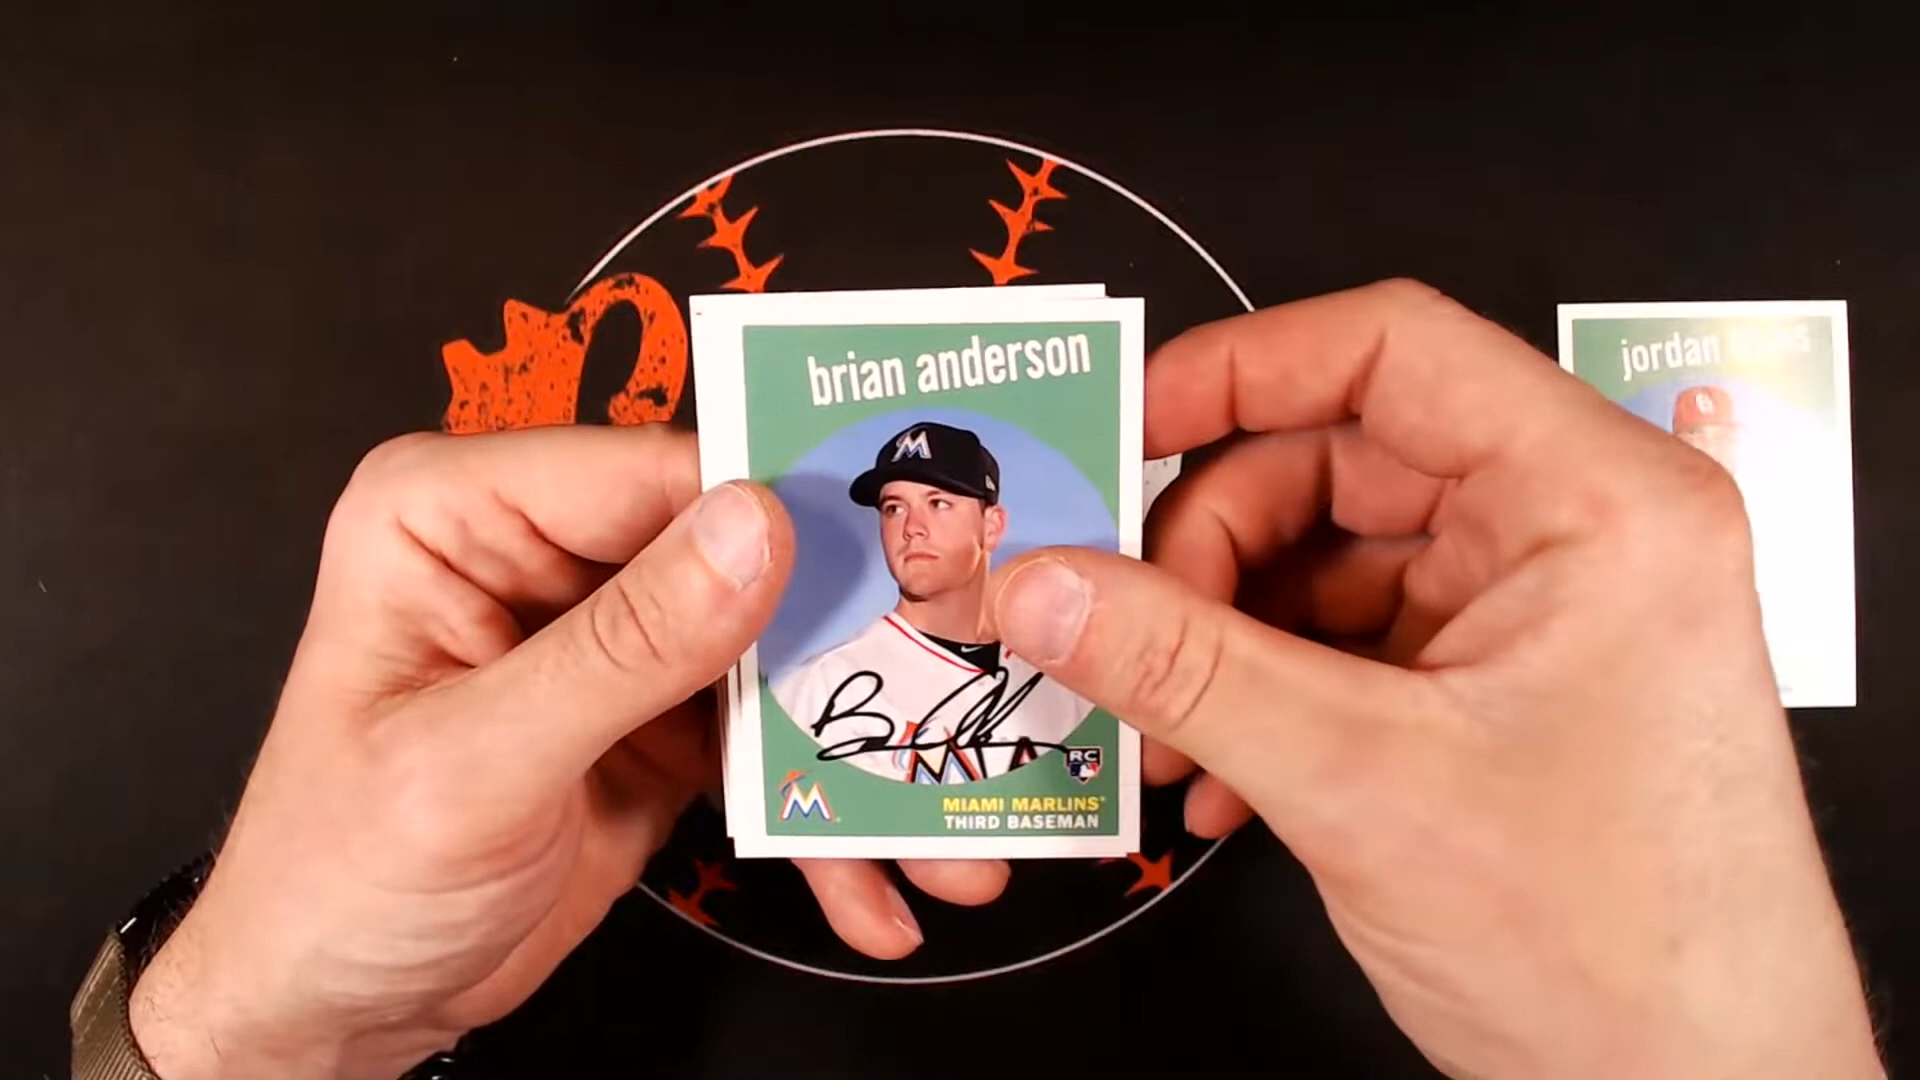 brian anderson
MIAMI MARLINS
THIRD BASEMAN
RC
jordan